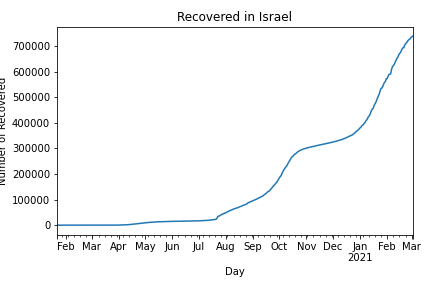 Recovered in Israel
Number of Recovered
700000
600000
500000
400000
300000
200000
100000
0
Feb Mar Apr May Jun Jul Aug Sep Oct Nov Dec Jan Feb Mar
2021
Day